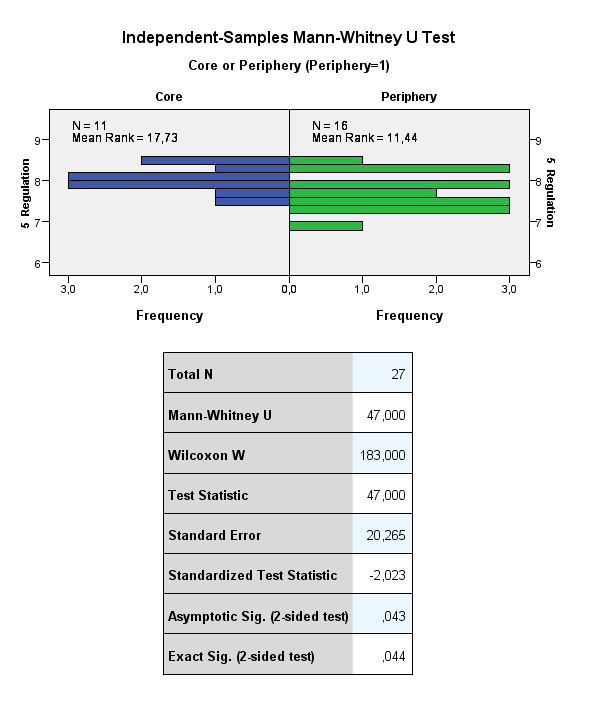 Independent-Samples Mann-Whitney U Test
Core or Periphery (Periphery=1)
Core Periphery
N = 11 N = 16
Mean Rank = 17,73 Mean Rank = 11,44
9 9
8 8
7 7
6 6
5 Regulation 5 Regulation
3,0 2,0 1,0 0,0 1,0 2,0 3,0
Frequency Frequency
Total N 27
Mann-Whitney U 47,000
Wilcoxon W 183,000
Test Statistic 47,000
Standard Error 20,265
Standardized Test Statistic -2,023
Asymptotic Sig. (2-sided test) ,043
Exact Sig. (2-sided test) ,044